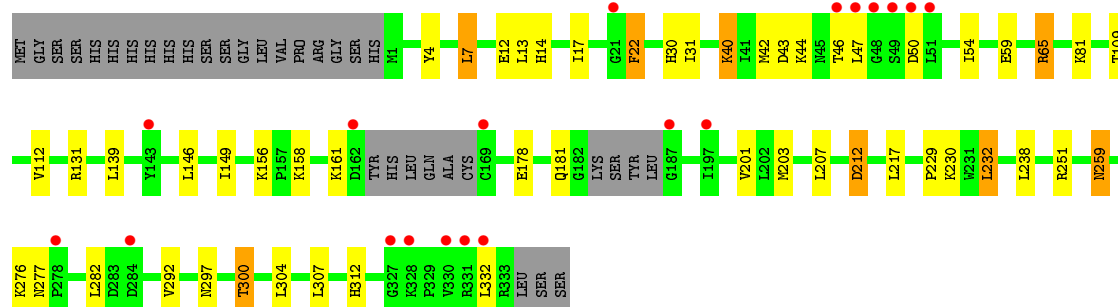 MET GLY SER SER HIS HIS HIS HIS HIS HIS SER SER GLY LEU VAL PRO ARG GLY SER HIS M1 Y4 L7 E12 L13 H14 I17 G21 F22 H30 I31 K40 I41 M42 D43 K44 N45 T46 L47 G48 S49 D50 L51 I54 E59 R65 K81 T109
V112 R131 L139 Y143 L146 I149 K156 P157 K158 K161 D162 TYR HIS LEU GLN ALA CYS C169 E178 Q181 G182 LYS SER TYR LEU G187 I197 V201 L202 M203 L207 D212 L217 P229 K230 W231 L232 L238 R251 N259
K276 N277 P278 L282 D283 D284 V292 N297 T300 L304 L307 H312 G327 K328 P329 V330 R331 L332 R333 LEU SER SER